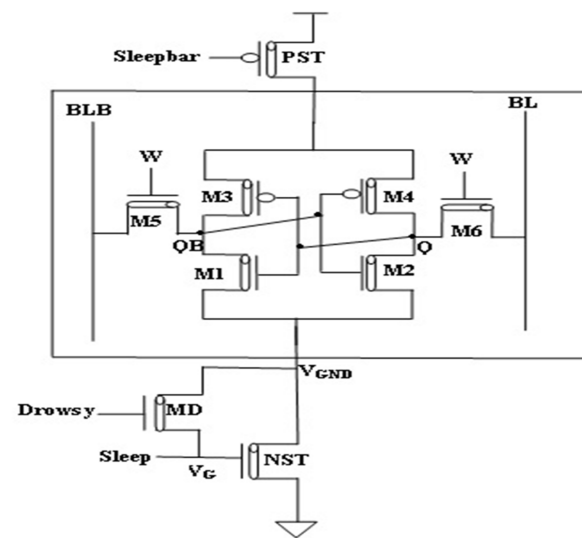 Sleepbar
PST
BLB
BL
W
W
M3
M4
M5
M6
QB
Q
M1
M2
VGND
Drowsy
MD
Sleep
VG
NST